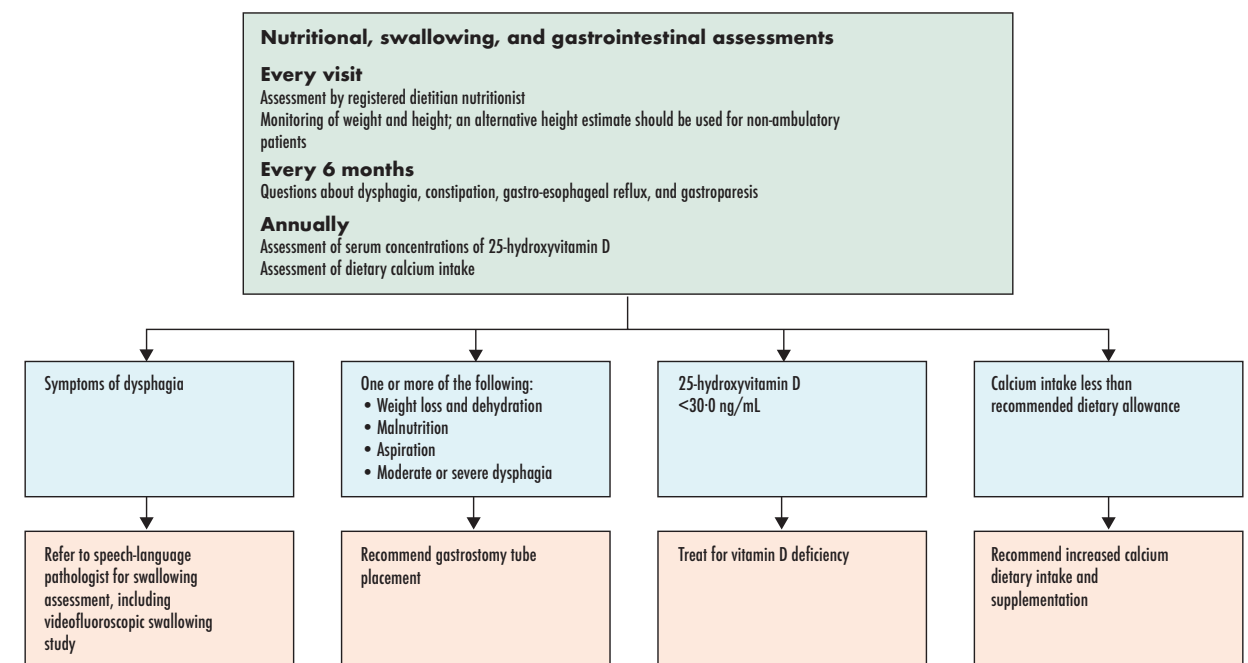 Nutritional, swallowing, and gastrointestinal assessments
Every visit
Assessment by registered dietitian nutritionist
Monitoring of weight and height; an alternative height estimate should be used for non-ambulatory
patients
Every 6 months
Questions about dysphagia, constipation, gastro-esophageal reflux, and gastroparesis
Annually
Assessment of serum concentrations of 25-hydroxyvitamin D
Assessment of dietary calcium intake
Symptoms of dysphagia
One or more of the following:
• Weight loss and dehydration
• Malnutrition
• Aspiration
• Moderate or severe dysphagia
25-hydroxyvitamin D
<30·0 ng/mL
Calcium intake less than
recommended dietary allowance
Refer to speech-language
pathologist for swallowing
assessment, including
videofluoroscopic swallowing
study
Recommend gastrostomy tube
placement
Treat for vitamin D deficiency
Recommend increased calcium
dietary intake and
supplementation